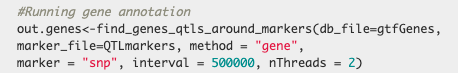 #Running gene annotation
out.genes<-find_genes_qtls_around_markers(db_file=gtfGenes,
marker_file=QTLmarkers, method = "gene",
marker = "snp", interval = 500000, nThreads = 2)